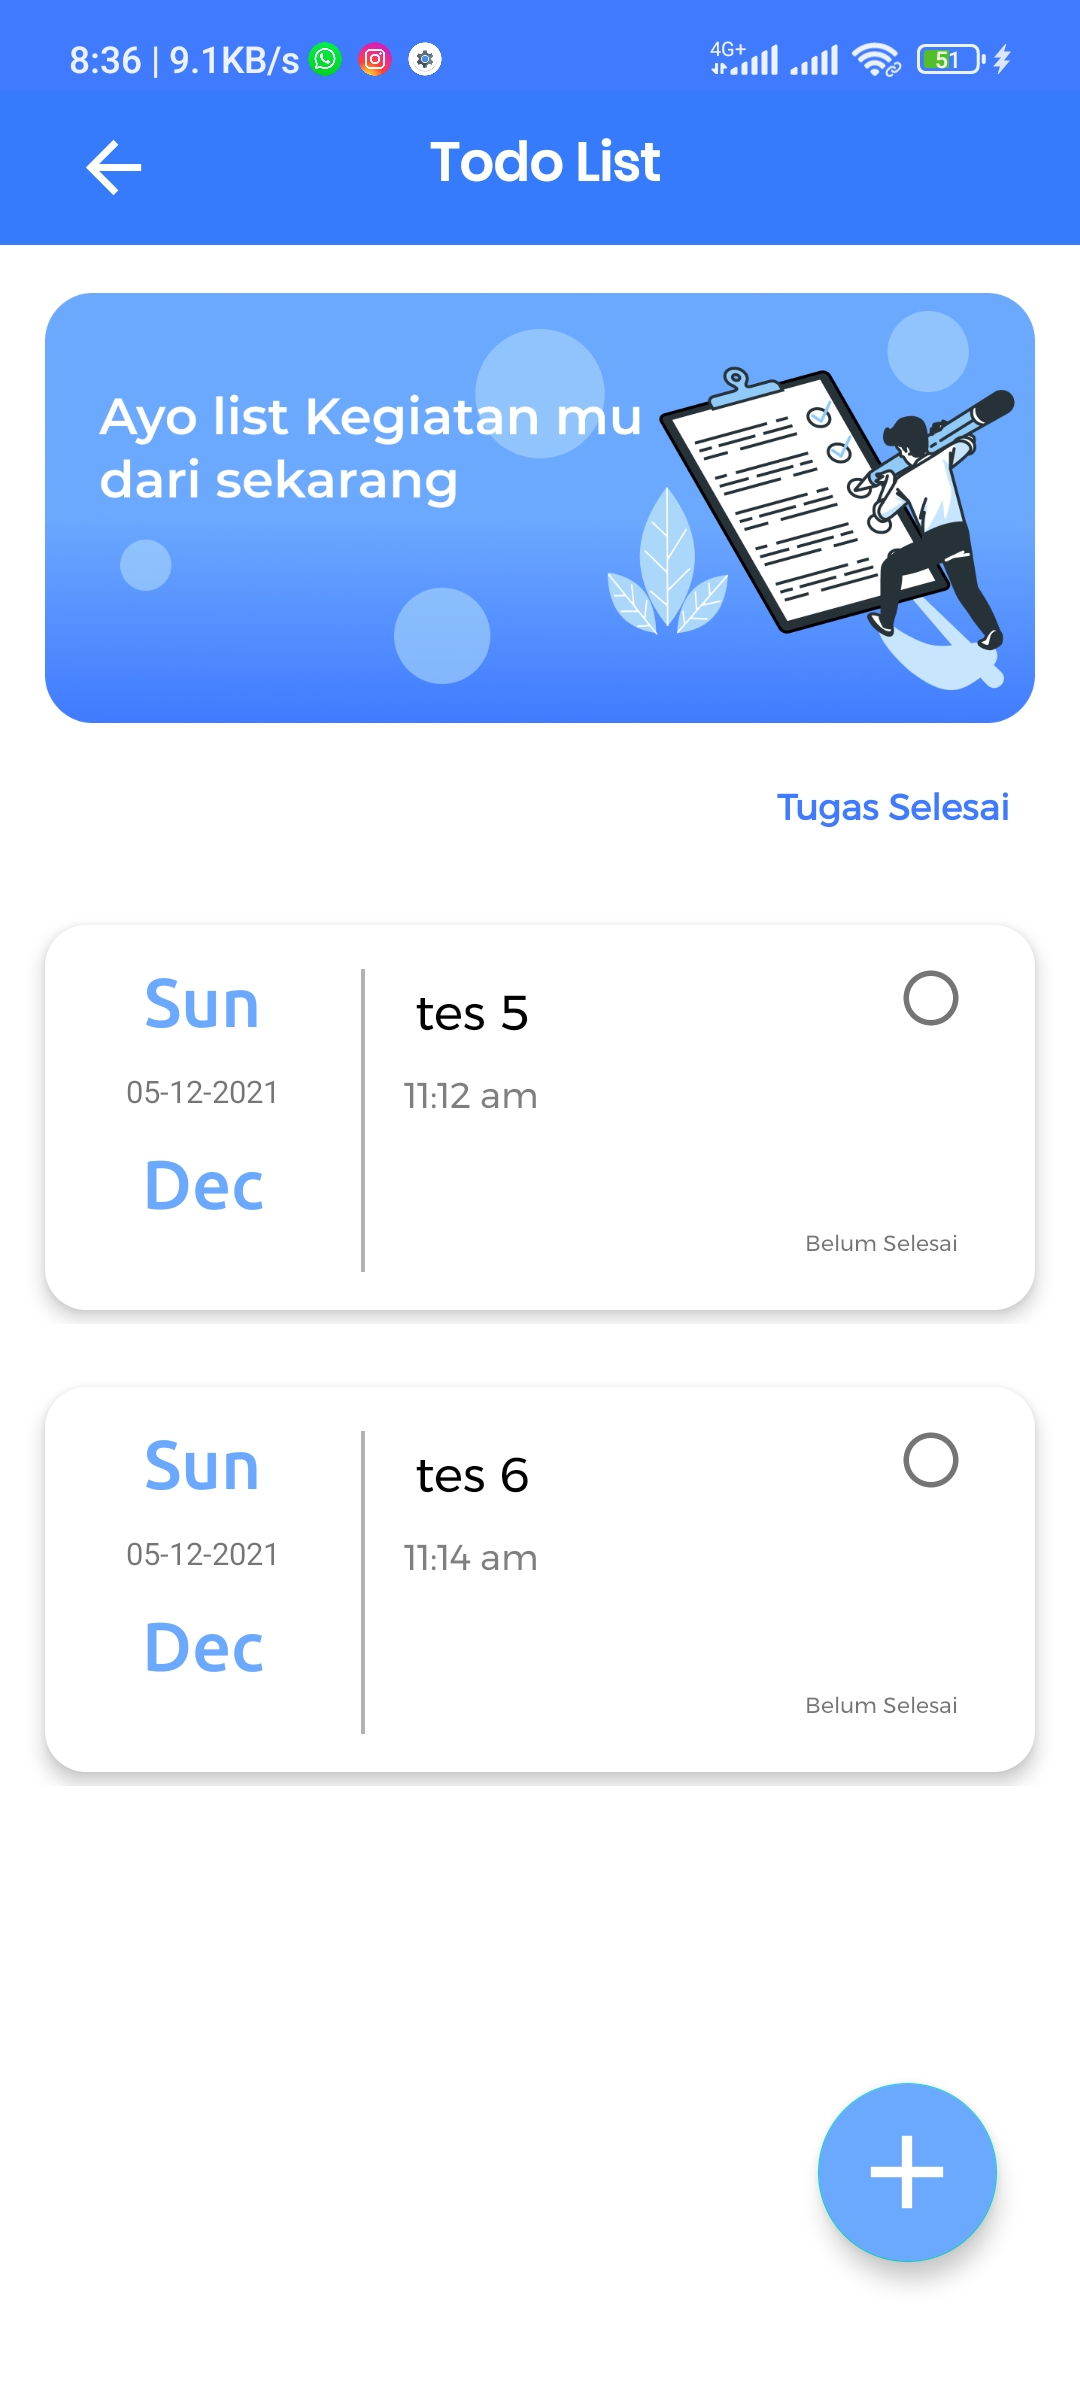 8:36 | 9.1KB/s
4G+
51
Todo List
Ayo list Kegiatan mu
dari sekarang
Tugas Selesai
Sun
05-12-2021
Dec
tes 5
11:12 am
Belum Selesai
Sun
05-12-2021
Dec
tes 6
11:14 am
Belum Selesai